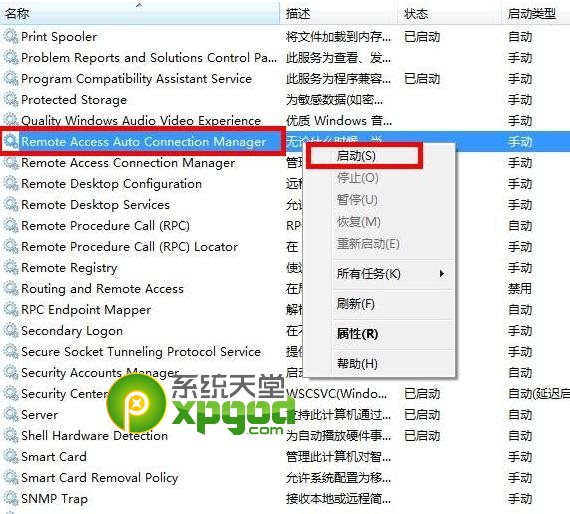 名称 描述 状态 启动类型
Print Spooler 将文件加载到内存... 已启动 自动
Problem Reports and Solutions Control Pa... 此服务为查看、发... 手动
Program Compatibility Assistant Service 此服务为程序兼容... 已启动 手动
Protected Storage 为敏感数据(如密... 手动
Quality Windows Audio Video Experience 优质 Windows 音... 手动
Remote Access Auto Connection Manager 无论什么时候，当 手动
Remote Access Connection Manager 管理 手动
Remote Desktop Configuration 远程 手动
Remote Desktop Services 允许 手动
Remote Procedure Call (RPC) 在 自动
Remote Procedure Call (RPC) Locator 在 手动
Remote Registry 使远 手动
Routing and Remote Access 在局 禁用
RPC Endpoint Mapper 解析 自动
Secondary Logon 在不 手动
Secure Socket Tunneling Protocol Service 提供 手动
Security Accounts Manager 启动 自动
Security Center WSCSVC(Windo... 已启动 自动(延迟启
Server 支持此计算机通过... 已启动 自动
Shell Hardware Detection 为自动播放硬件事... 已启动 自动
Smart Card 管理此计算机对智... 手动
Smart Card Removal Policy 允许系统配置为移... 手动
SNMP Trap 接收本地或远程简... 手动
启动(S)
停止(O)
暂停(U)
恢复(M)
重新启动(E)
所有任务(K)
刷新(F)
属性(R)
帮助(H)
系统天堂
xpgod
.com